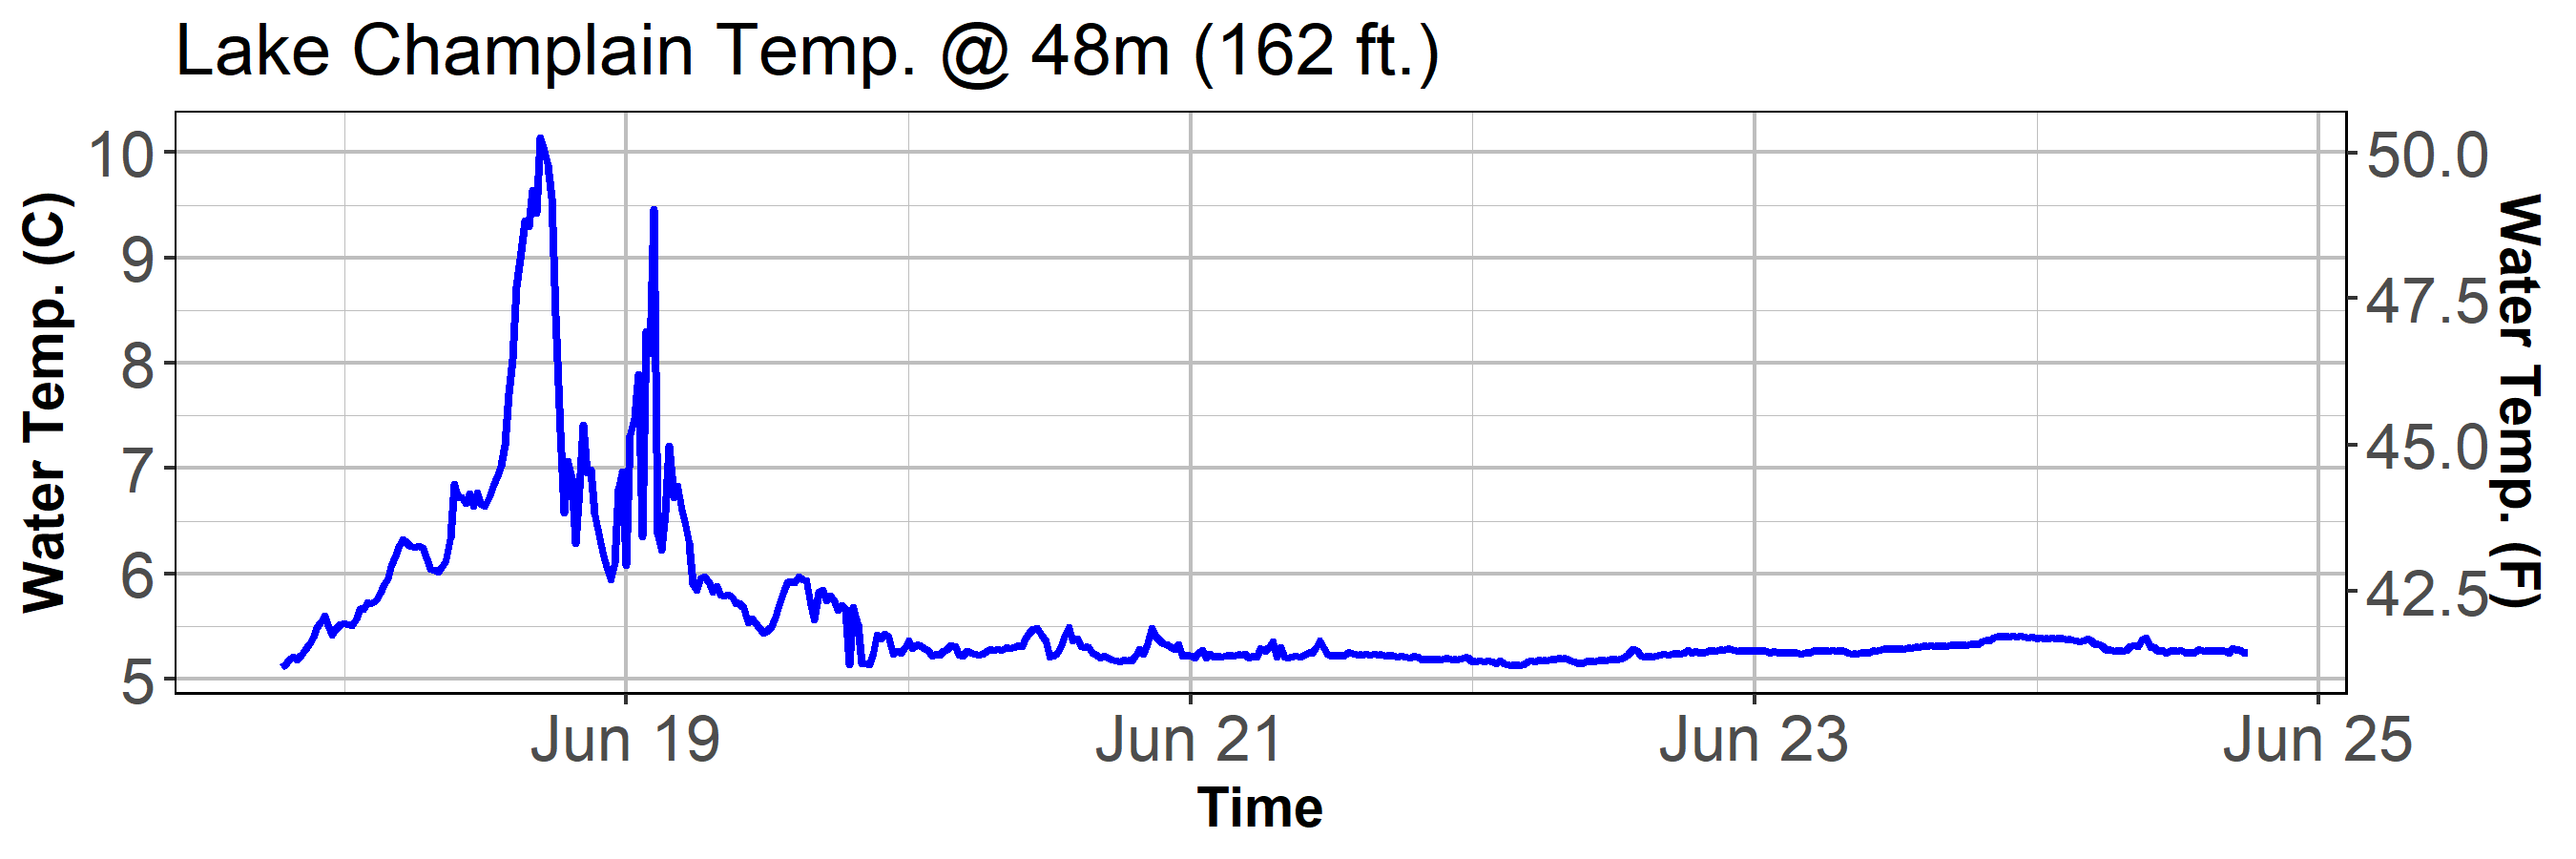 Lake Champlain Temp. @ 48m (162 ft.)
Water Temp. (C)
10
9
8
7
6
5
50.0
47.5
45.0
42.5
Water Temp. (F)
Jun 19
Jun 21
Jun 23
Jun 25
Time